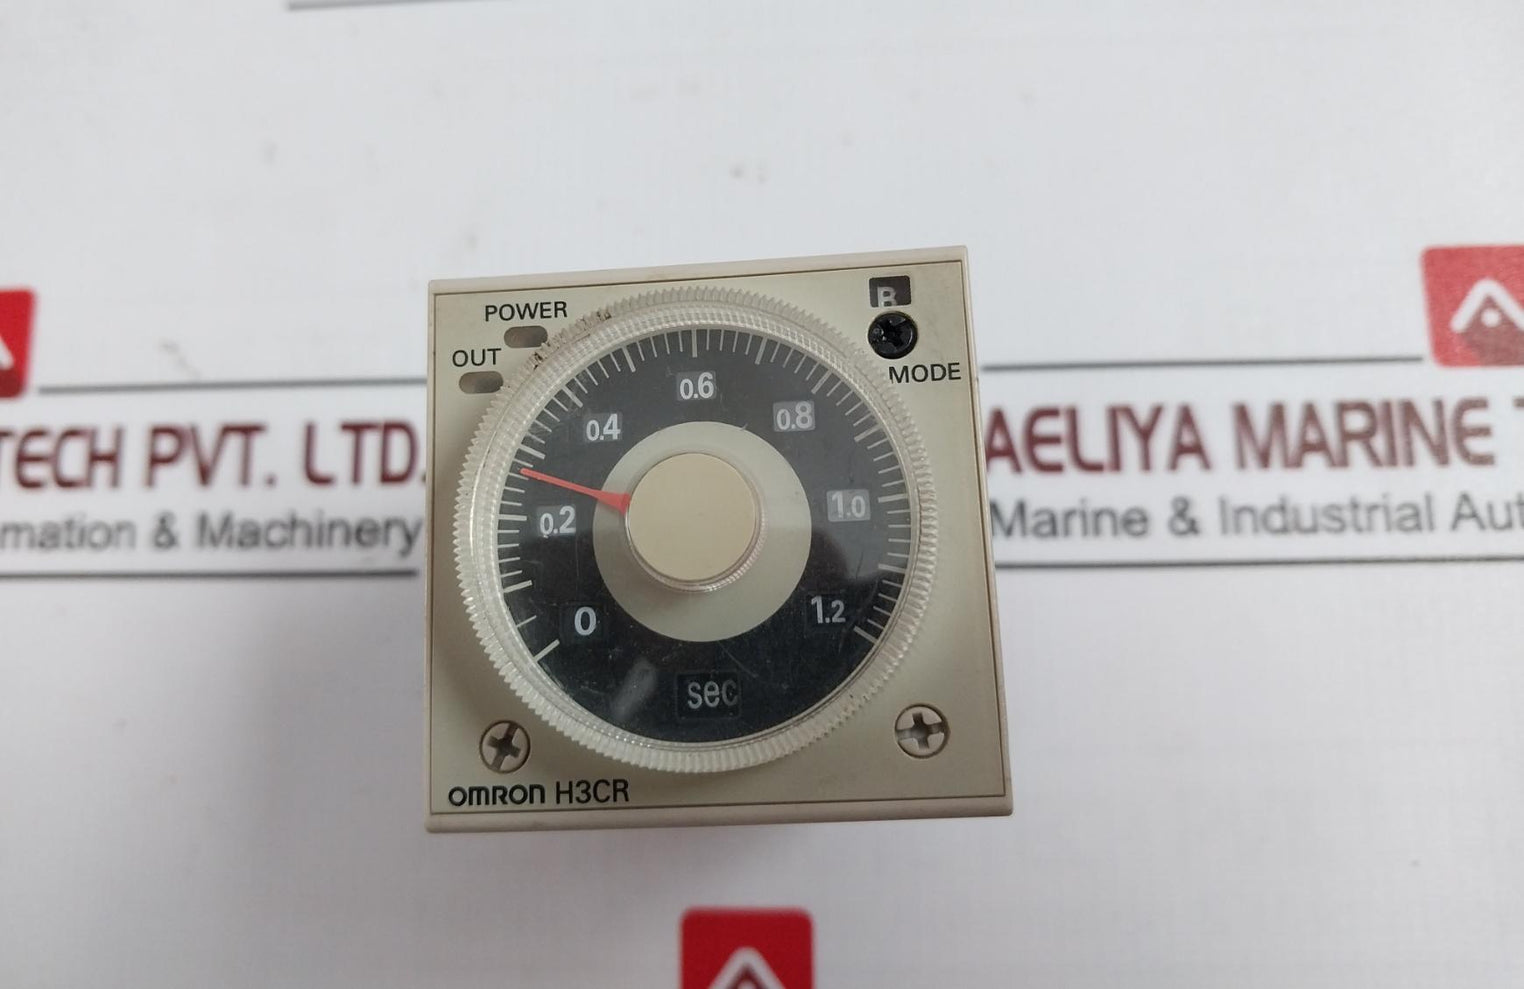 POWER
OUT
B
MODE
0
0.2
0.4
0.6
0.8
1.0
1.2
sec
OMRON H3CR
TECH PVT. LTD.
AELIYA MARINE
mation & Machinery
Marine & Industrial Aut